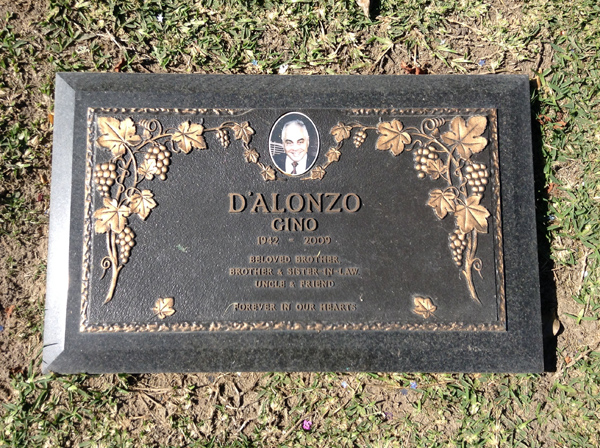 D'ALONZO
GINO
1942 - 2009
BELOVED BROTHER,
BROTHER & SISTER-IN-LAW
UNCLE & FRIEND
FOREVER IN OUR HEARTS